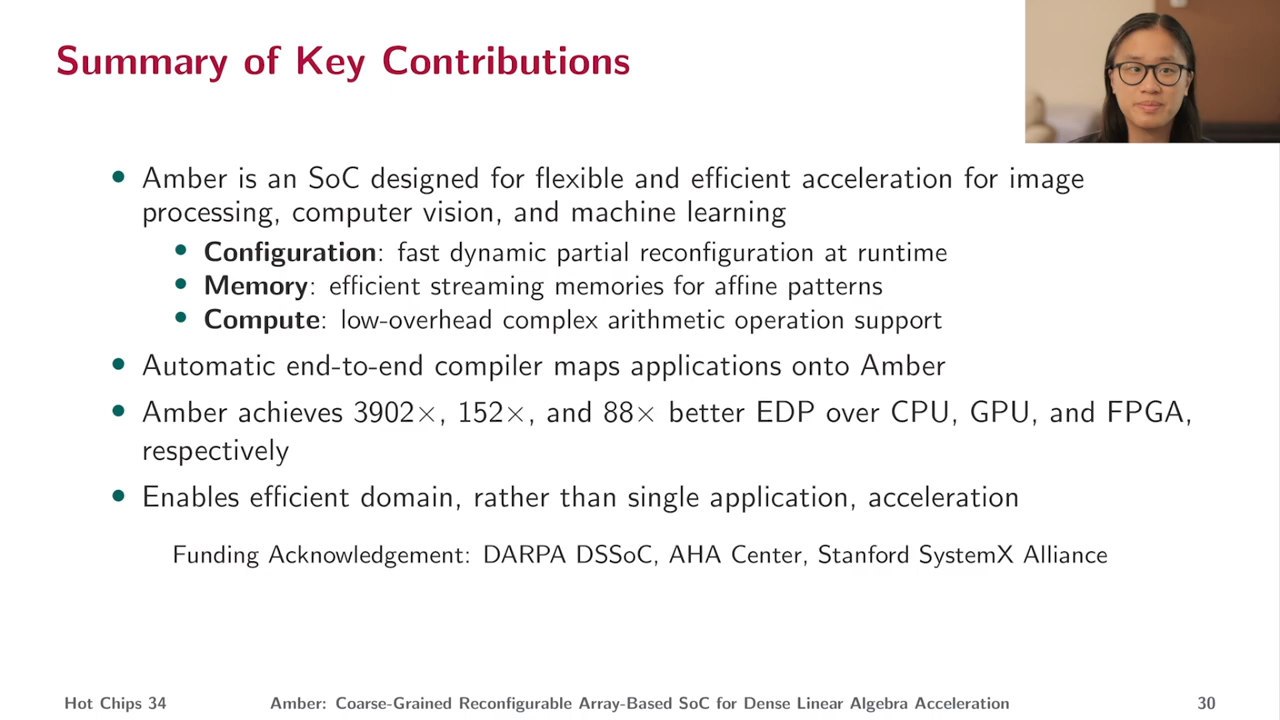 Summary of Key Contributions
• Amber is an SoC designed for flexible and efficient acceleration for image
processing, computer vision, and machine learning
• Configuration: fast dynamic partial reconfiguration at runtime
• Memory: efficient streaming memories for affine patterns
• Compute: low-overhead complex arithmetic operation support
• Automatic end-to-end compiler maps applications onto Amber
• Amber achieves 3902×, 152×, and 88× better EDP over CPU, GPU, and FPGA,
respectively
• Enables efficient domain, rather than single application, acceleration
Funding Acknowledgement: DARPA DSSoC, AHA Center, Stanford SystemX Alliance
Hot Chips 34 Amber: Coarse-Grained Reconfigurable Array-Based SoC for Dense Linear Algebra Acceleration 30